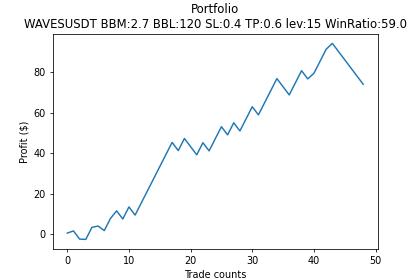 Portfolio
WAVESUSDT BBM:2.7 BBL:120 SL:0.4 TP:0.6 lev:15 WinRatio:59.0
Profit ($)
80
60
40
20
0
0 10 20 30 40 50
Trade counts